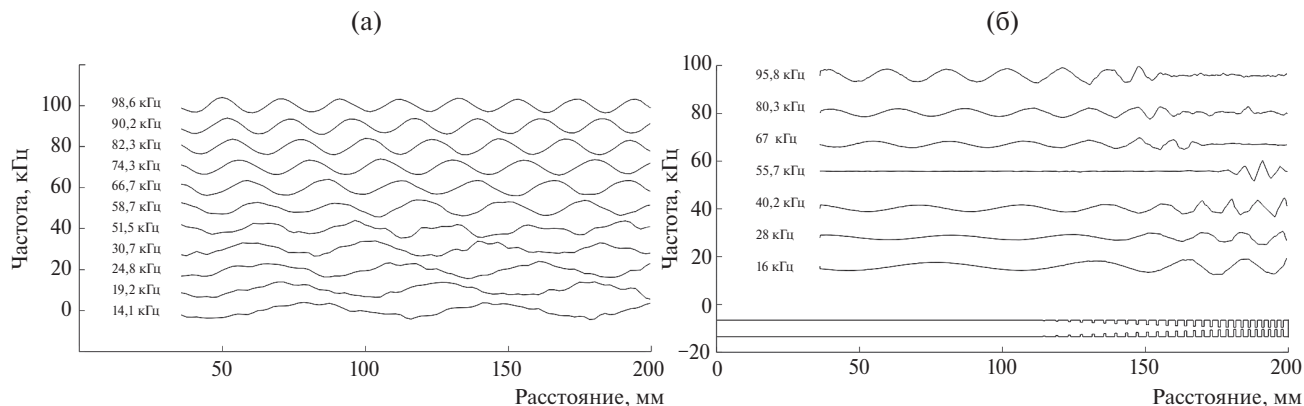 (а)
Частота, кГц
100
80
60
40
20
0
98,6 кГц
90,2 кГц
82,3 кГц
74,3 кГц
66,7 кГц
58,7 кГц
51,5 кГц
30,7 кГц
24,8 кГц
19,2 кГц
14,1 кГц
50 100 150 200
Расстояние, мм
(б)
Частота, кГц
100
80
60
40
20
0
−20
95,8 кГц
80,3 кГц
67 кГц
55,7 кГц
40,2 кГц
28 кГц
16 кГц
0 50 100 150 200
Расстояние, мм